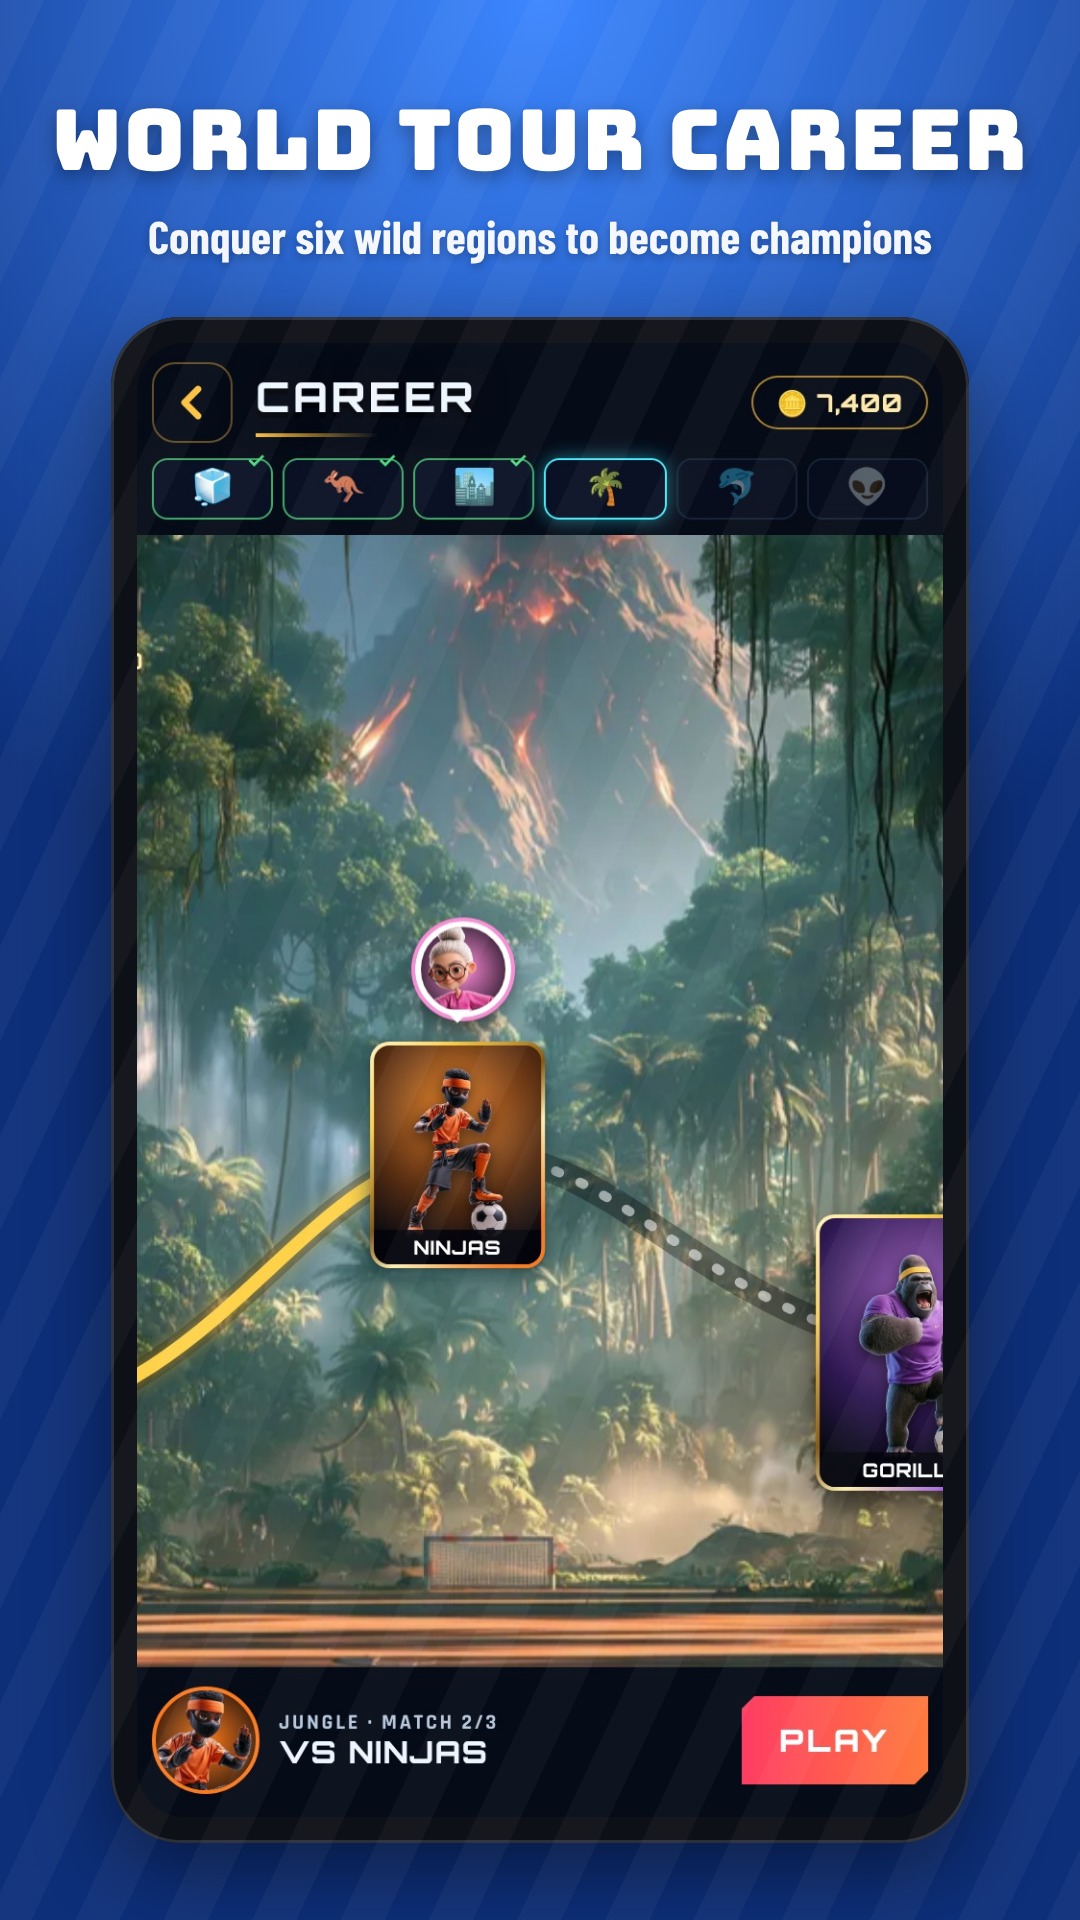 WORLD TOUR CAREER
Conquer six wild regions to become champions
CAREER
7,400
NINJAS
GORILL
JUNGLE · MATCH 2/3
VS NINJAS
PLAY